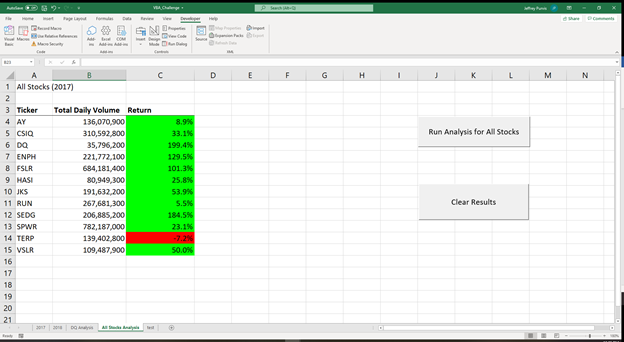 AutoSave Off VBA_Challenge Search (Alt+Q) Jeffrey Purvis
File Home Insert Page Layout Formulas Data Review View Developer Help Share Comments
Visual Basic Macros Record Macro Use Relative References Macro Security Add-ins Excel Add-ins COM Add-ins Insert Design Mode Properties View Code Run Dialog Source Map Properties Expansion Packs Refresh Data Import Export
Code Add-ins Controls XML
B23 fx
A B C D E F G H I J K L M N
1 All Stocks (2017)
2
3 Ticker Total Daily Volume Return
4 AY 136,070,900 8.9%
5 CSIQ 310,592,800 33.1%
6 DQ 35,796,200 199.4%
7 ENPH 221,772,100 129.5%
8 FSLR 684,181,400 101.3%
9 HASI 80,949,300 25.8%
10 JKS 191,632,200 53.9%
11 RUN 267,681,300 5.5%
12 SEDG 206,885,200 184.5%
13 SPWR 782,187,000 23.1%
14 TERP 139,402,800 -7.2%
15 VSLR 109,487,900 50.0%
16
17
18
19
20
21
Run Analysis for All Stocks
Clear Results
2017 2018 DQ Analysis All Stocks Analysis test
Ready